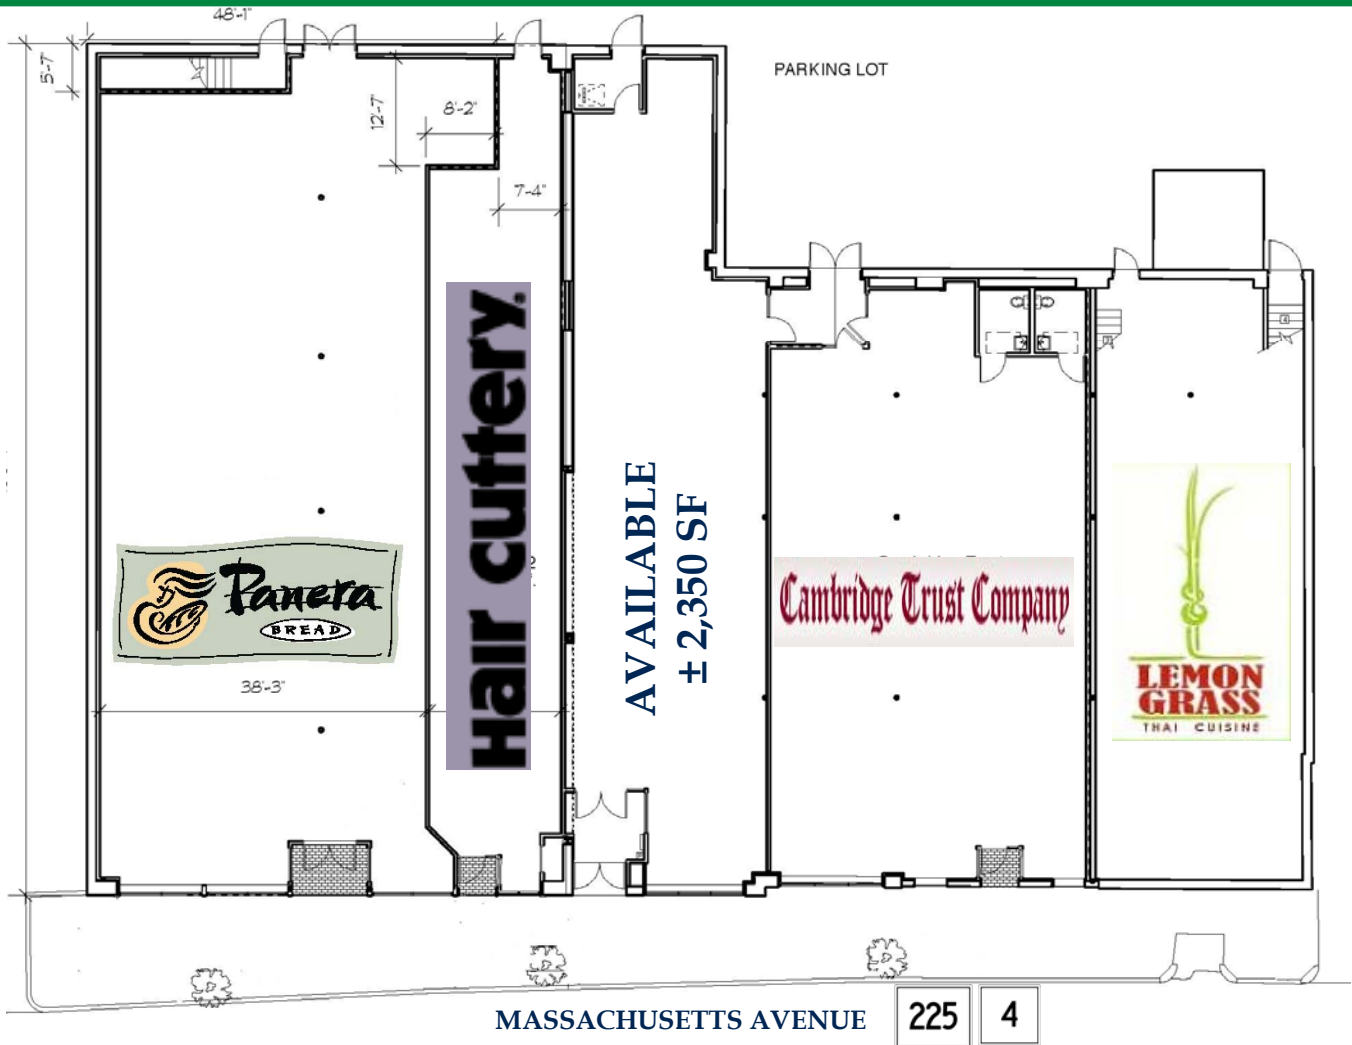 48'-1"
5'-7"
PARKING LOT
12'-7"
8'-2"
7'-4"
Hair cuttery.
AVAILABLE
± 2,350 SF
Panera
BREAD
Cambridge Trust Company
LEMON
GRASS
THAI CUISINE
38'-3"
MASSACHUSETTS AVENUE
225
4